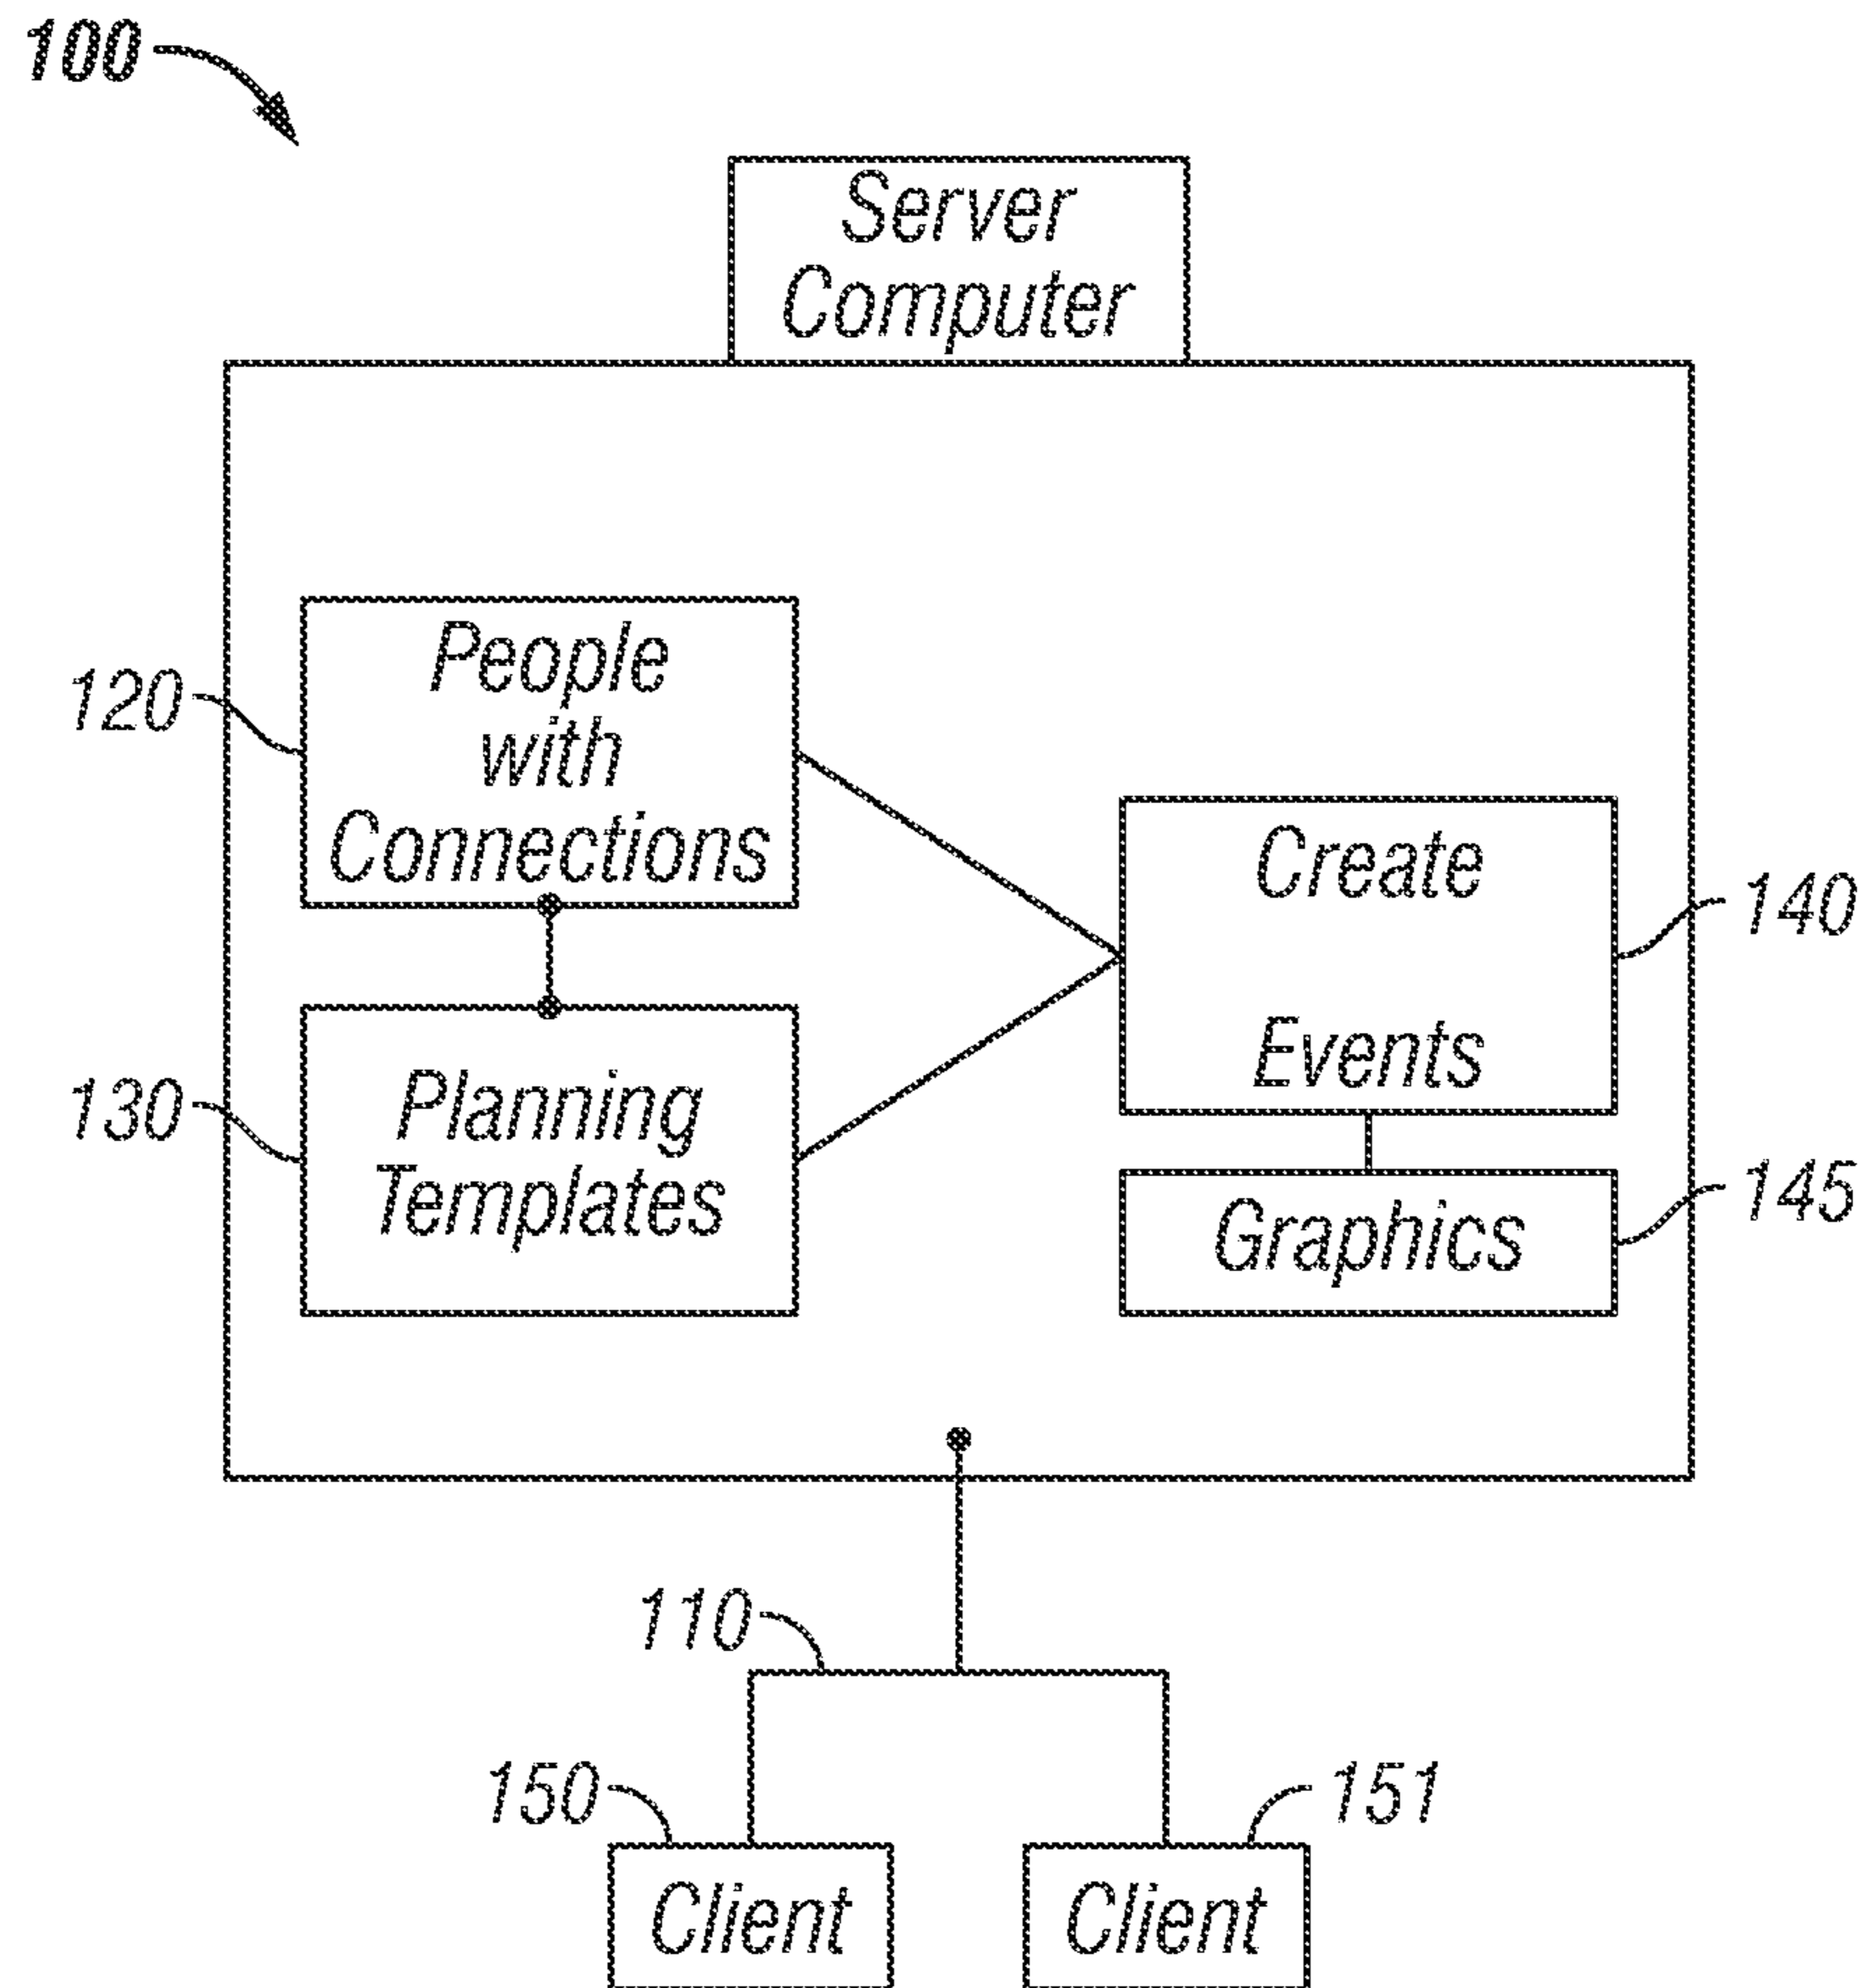 100
Server
Computer
People
with
Connections
120
Create
Events
140
Planning
Templates
130
Graphics
145
110
150
151
Client
Client